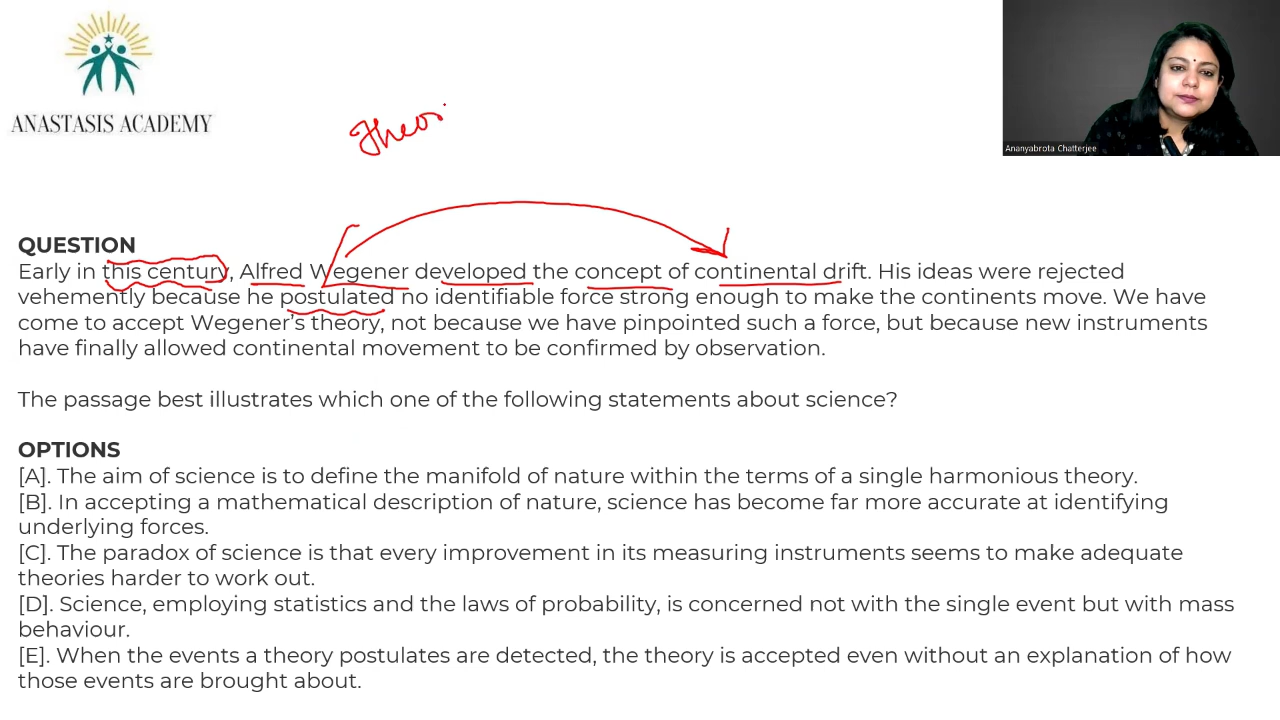 ANASTASIS ACADEMY
Ananyabrota Chatterjee
Theor
QUESTION
Early in this century, Alfred Wegener developed the concept of continental drift. His ideas were rejected
vehemently because he postulated no identifiable force strong enough to make the continents move. We have
come to accept Wegener's theory, not because we have pinpointed such a force, but because new instruments
have finally allowed continental movement to be confirmed by observation.
The passage best illustrates which one of the following statements about science?
OPTIONS
[A]. The aim of science is to define the manifold of nature within the terms of a single harmonious theory.
[B]. In accepting a mathematical description of nature, science has become far more accurate at identifying
underlying forces.
[C]. The paradox of science is that every improvement in its measuring instruments seems to make adequate
theories harder to work out.
[D]. Science, employing statistics and the laws of probability, is concerned not with the single event but with mass
behaviour.
[E]. When the events a theory postulates are detected, the theory is accepted even without an explanation of how
those events are brought about.